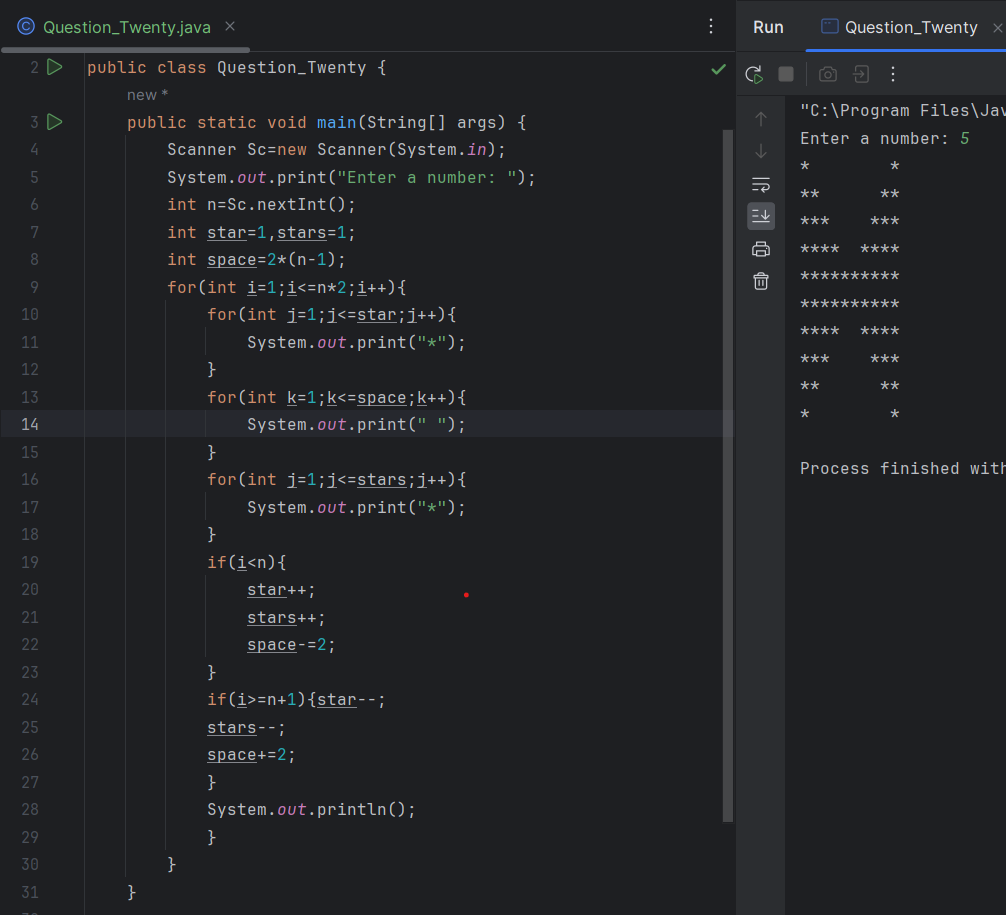 Question_Twenty.java
2 public class Question_Twenty {
new *
3     public static void main(String[] args) {
4         Scanner Sc=new Scanner(System.in);
5         System.out.print("Enter a number: ");
6         int n=Sc.nextInt();
7         int star=1,stars=1;
8         int space=2*(n-1);
9         for(int i=1;i<=n*2;i++){
10             for(int j=1;j<=star;j++){
11                 System.out.print("*");
12             }
13             for(int k=1;k<=space;k++){
14                 System.out.print(" ");
15             }
16             for(int j=1;j<=stars;j++){
17                 System.out.print("*");
18             }
19             if(i<n){
20                 star++;
21                 stars++;
22                 space-=2;
23             }
24             if(i>=n+1){star--;
25             stars--;
26             space+=2;
27             }
28             System.out.println();
29             }
30         }
31     }
Run Question_Twenty
"C:\Program Files\Jav
Enter a number: 5
*        *
**      **
***    ***
****  ****
**********
**********
****  ****
***    ***
**      **
*        *
Process finished with